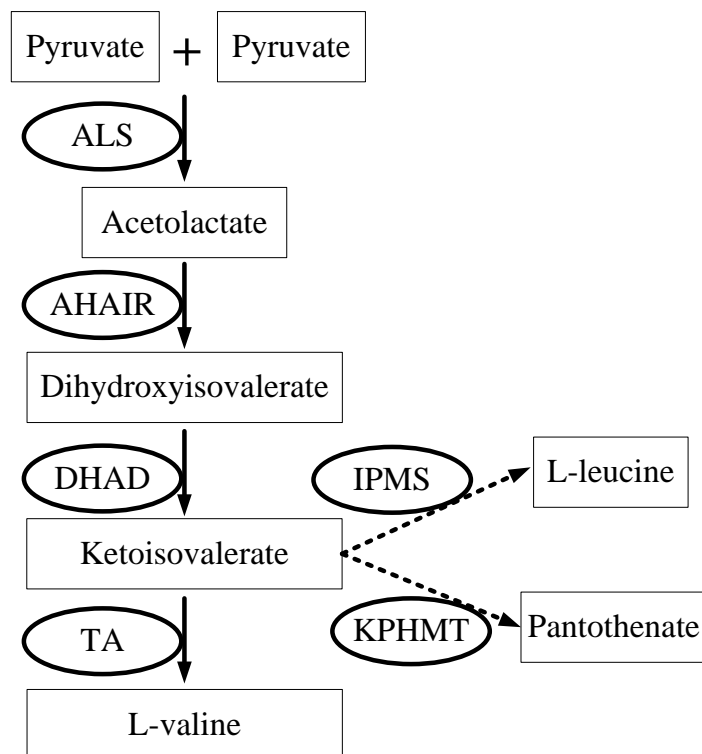 Pyruvate + Pyruvate
ALS
Acetolactate
AHAIR
Dihydroxyisovalerate
DHAD
IPMS
L-leucine
Ketoisovalerate
TA
KPHMT
Pantothenate
L-valine